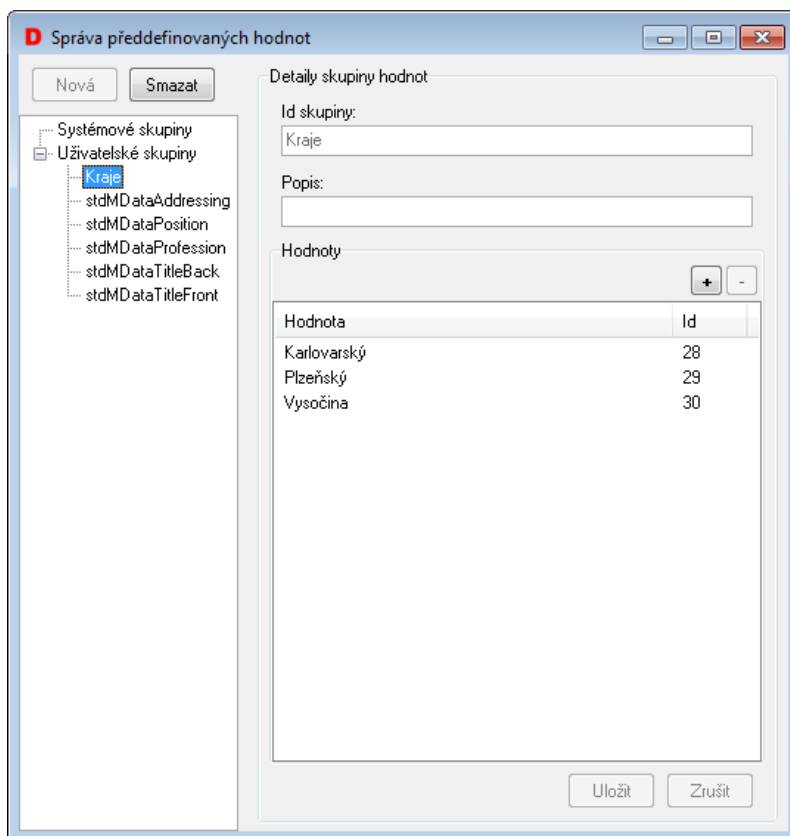 D Správa předdefinovaných hodnot
Nová Smazat
Systémové skupiny
Uživatelské skupiny
Kraje
stdMDataAddressing
stdMDataPosition
stdMDataProfession
stdMDataTitleBack
stdMDataTitleFront
Detaily skupiny hodnot
Id skupiny:
Kraje
Popis:
Hodnoty
+ -
Hodnota Id
Karlovarský 28
Plzeňský 29
Vysočina 30
Uložit Zrušit